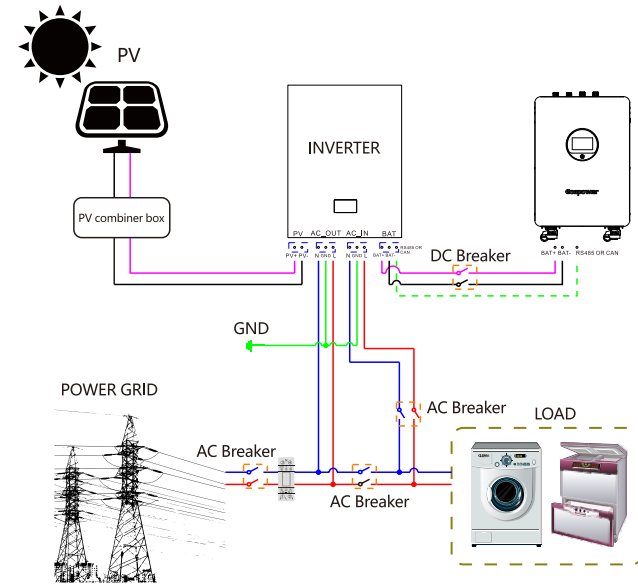 PV
INVERTER
PV combiner box
PV AC_OUT AC_IN BAT
PV+ PV- N GND L N GND L BAT+ BAT- RS485 OR CAN
BAT+ BAT- RS485 OR CAN
DC Breaker
GND
POWER GRID
AC Breaker
LOAD
AC Breaker
AC Breaker